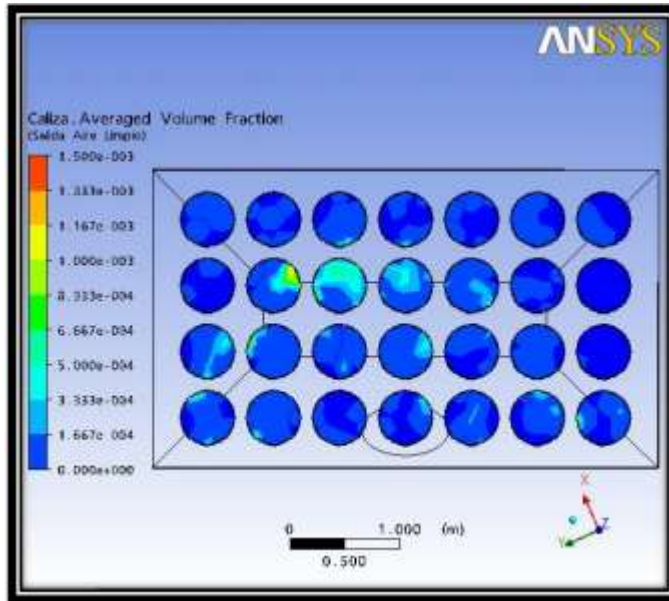 ANSYS
Caliza.Averaged Volume Fraction
(Salida Aire Limpio)
1.500e-003
1.333e-003
1.167e-003
1.000e-003
8.333e-004
6.667e-004
5.000e-004
3.333e-004
1.667e-004
0.000e+000
X
Y
Z
0
1.000
(m)
0.500